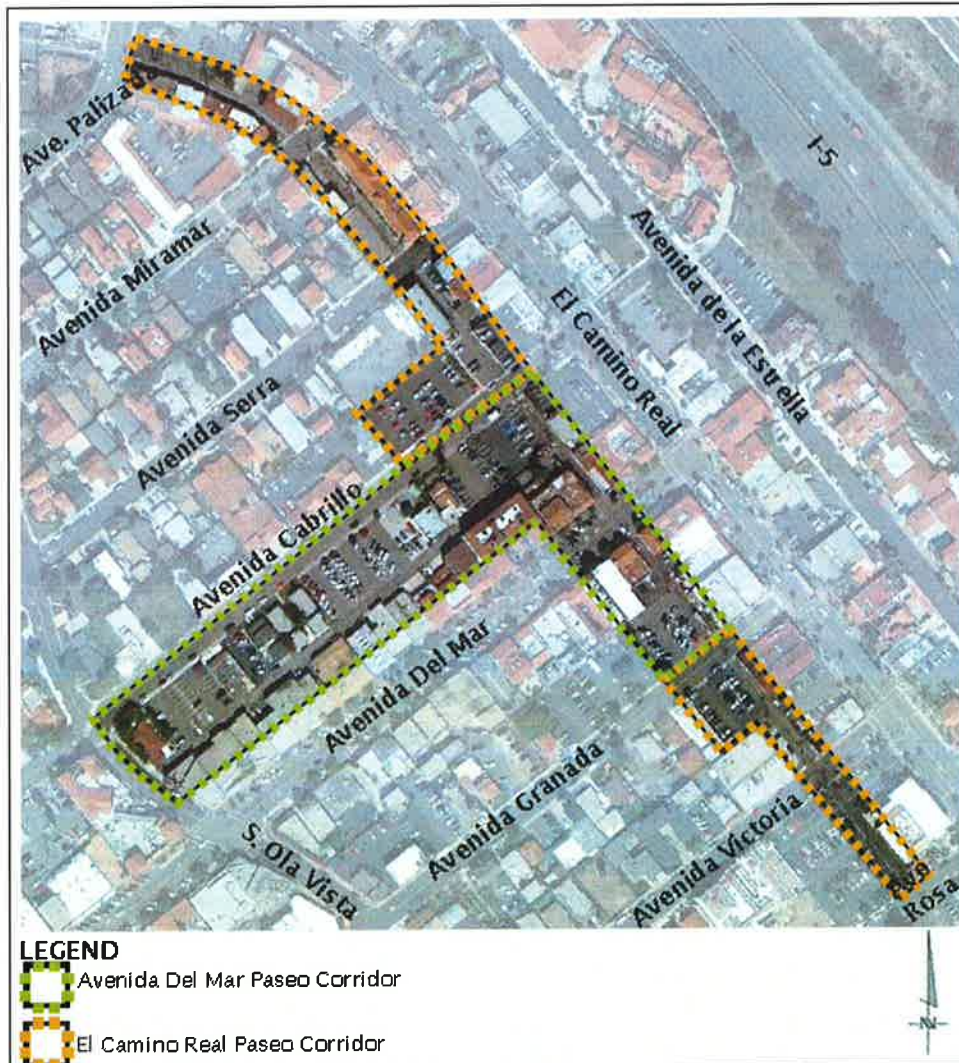 I-5
Ave. Paliza
Avenida de la Estrella
Avenida Miramar
El Camino Real
Avenida Serra
Avenida Cabrillo
Avenida Del Mar
Avenida Granada
Avenida Victoria
S. Ola Vista
Rosa
LEGEND
Avenida Del Mar Paseo Corridor
El Camino Real Paseo Corridor
N